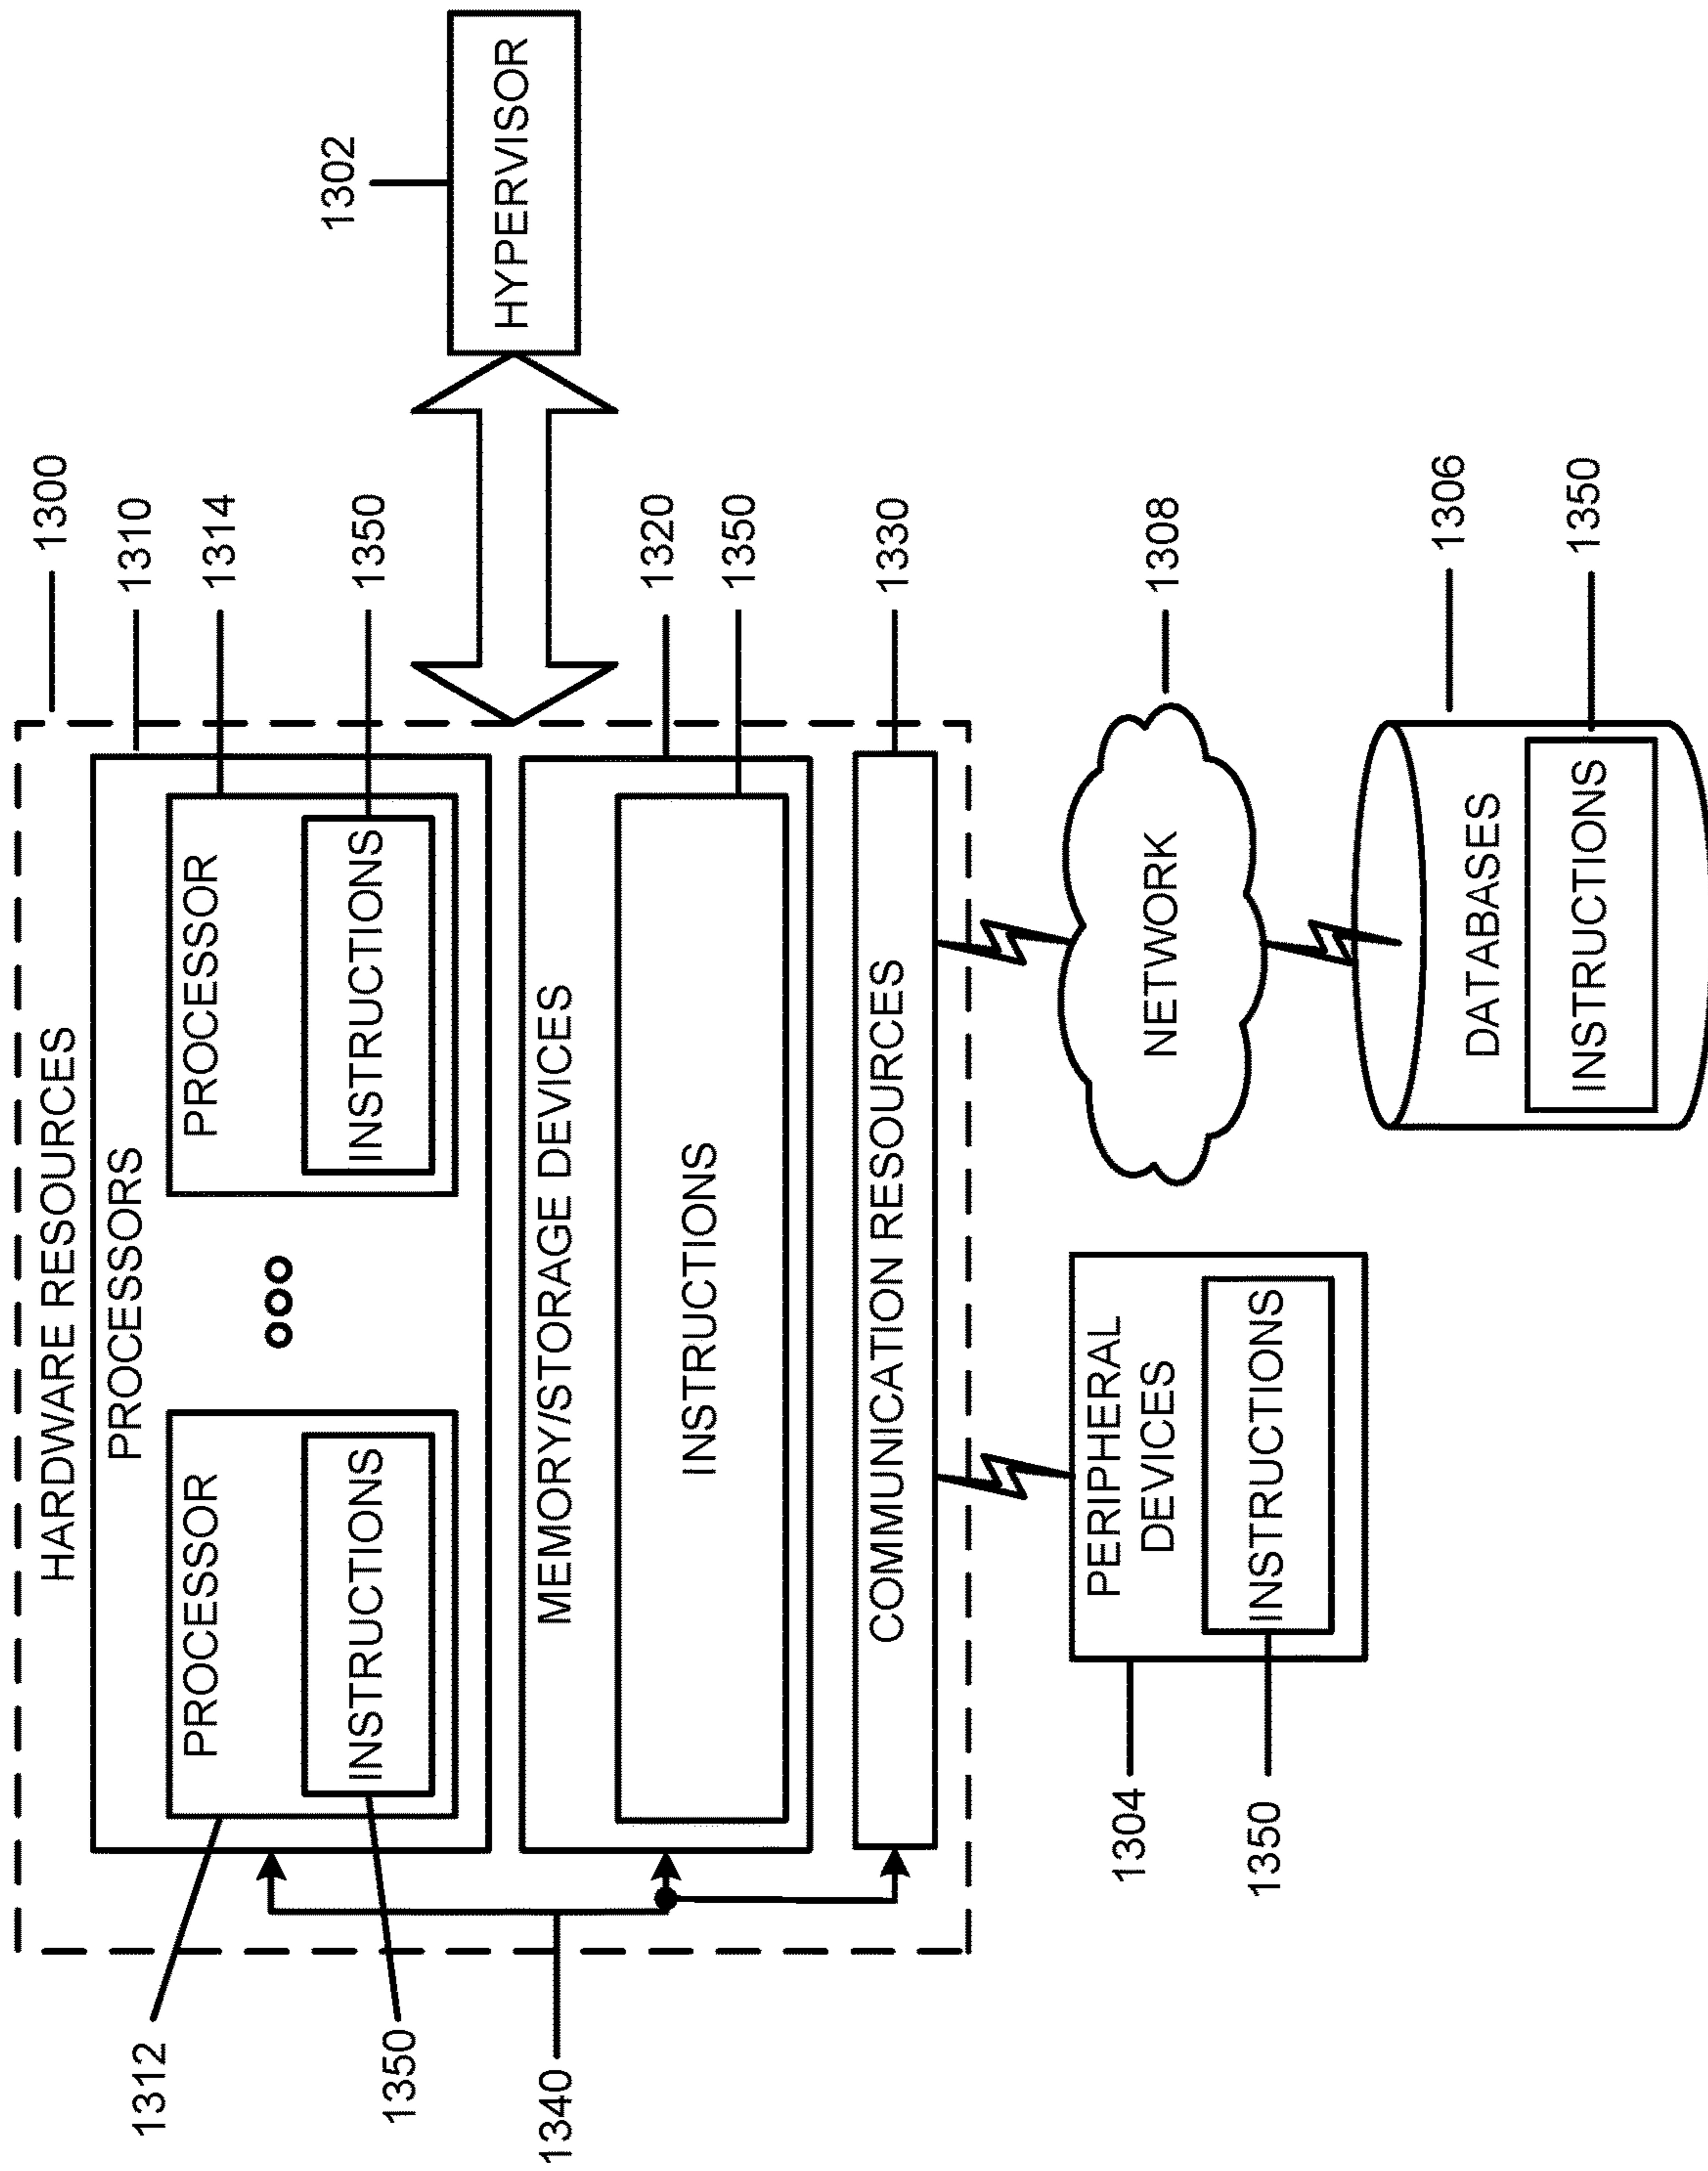 HARDWARE RESOURCES
1300
PROCESSORS
1310
PROCESSOR
PROCESSOR
1314
1312
INSTRUCTIONS
INSTRUCTIONS
1350
1350
1302
HYPERVISOR
1340
MEMORY/STORAGE DEVICES
1320
INSTRUCTIONS
1350
COMMUNICATION RESOURCES
1330
1304
PERIPHERAL
DEVICES
INSTRUCTIONS
1350
NETWORK
1308
1306
DATABASES
INSTRUCTIONS
1350